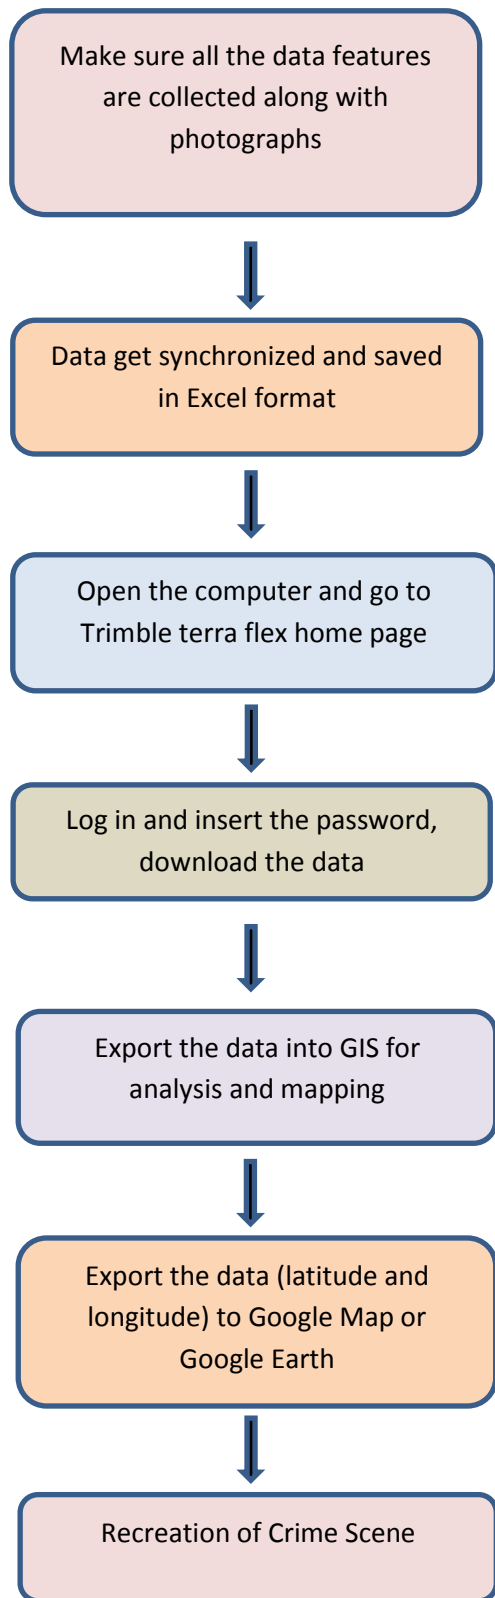 Make sure all the data features
are collected along with
photographs
Data get synchronized and saved
in Excel format
Open the computer and go to
Trimble terra flex home page
Log in and insert the password,
download the data
Export the data into GIS for
analysis and mapping
Export the data (latitude and
longitude) to Google Map or
Google Earth
Recreation of Crime Scene